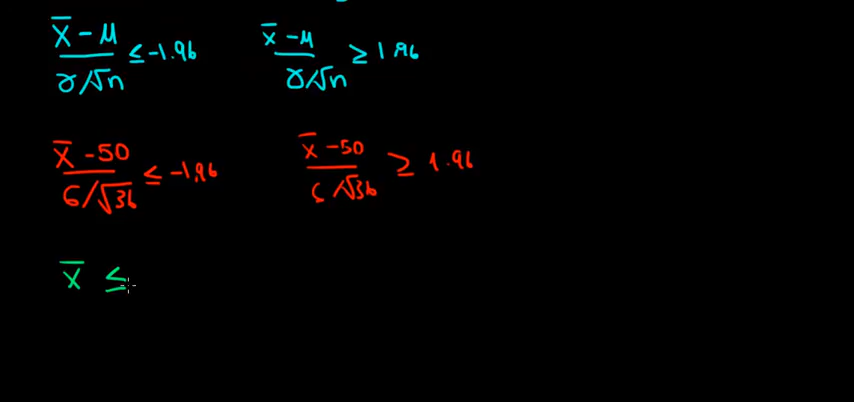 x̄ - μ / σ/√n ≤ -1.96    x̄ - μ / σ/√n ≥ 1.96
x̄ - 50 / 6/√36 ≤ -1.96    x̄ - 50 / 6/√36 ≥ 1.96
x̄ ≤